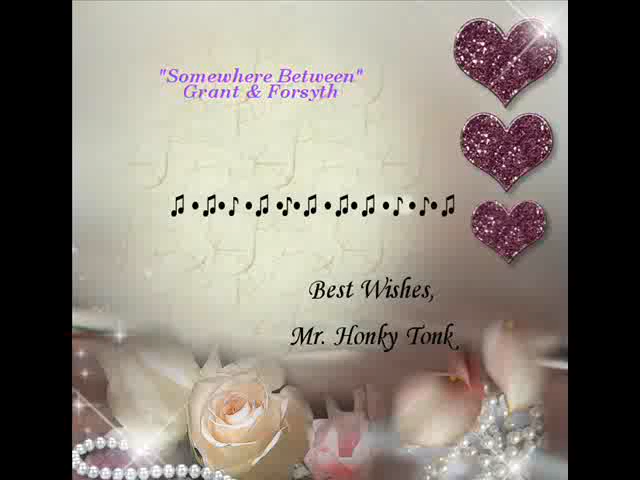 "Somewhere Between"
Grant & Forsyth
♫ •♫•♪ •♫ •♪•♫ •♫•♫ •♪ •♪•♫
Best Wishes,
Mr. Honky Tonk